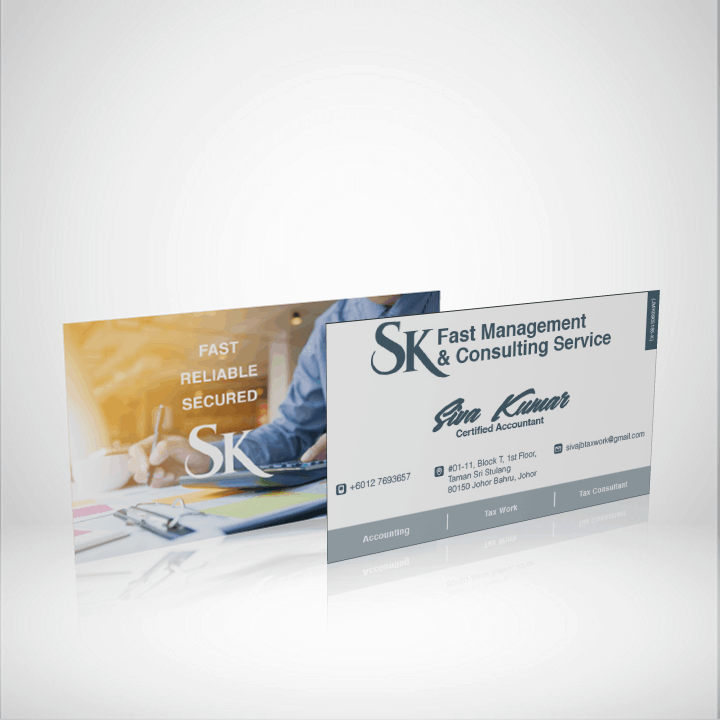 FAST
RELIABLE
SECURED
SK
SK
Fast Management
& Consulting Service
Siva Kumar
Certified Accountant
+6012 7693657
#01-11, Block T, 1st Floor,
Taman Sri Stulang
80150 Johor Bahru, Johor
sivajbtaxwork@gmail.com
Accounting
Tax Work
Tax Consultant